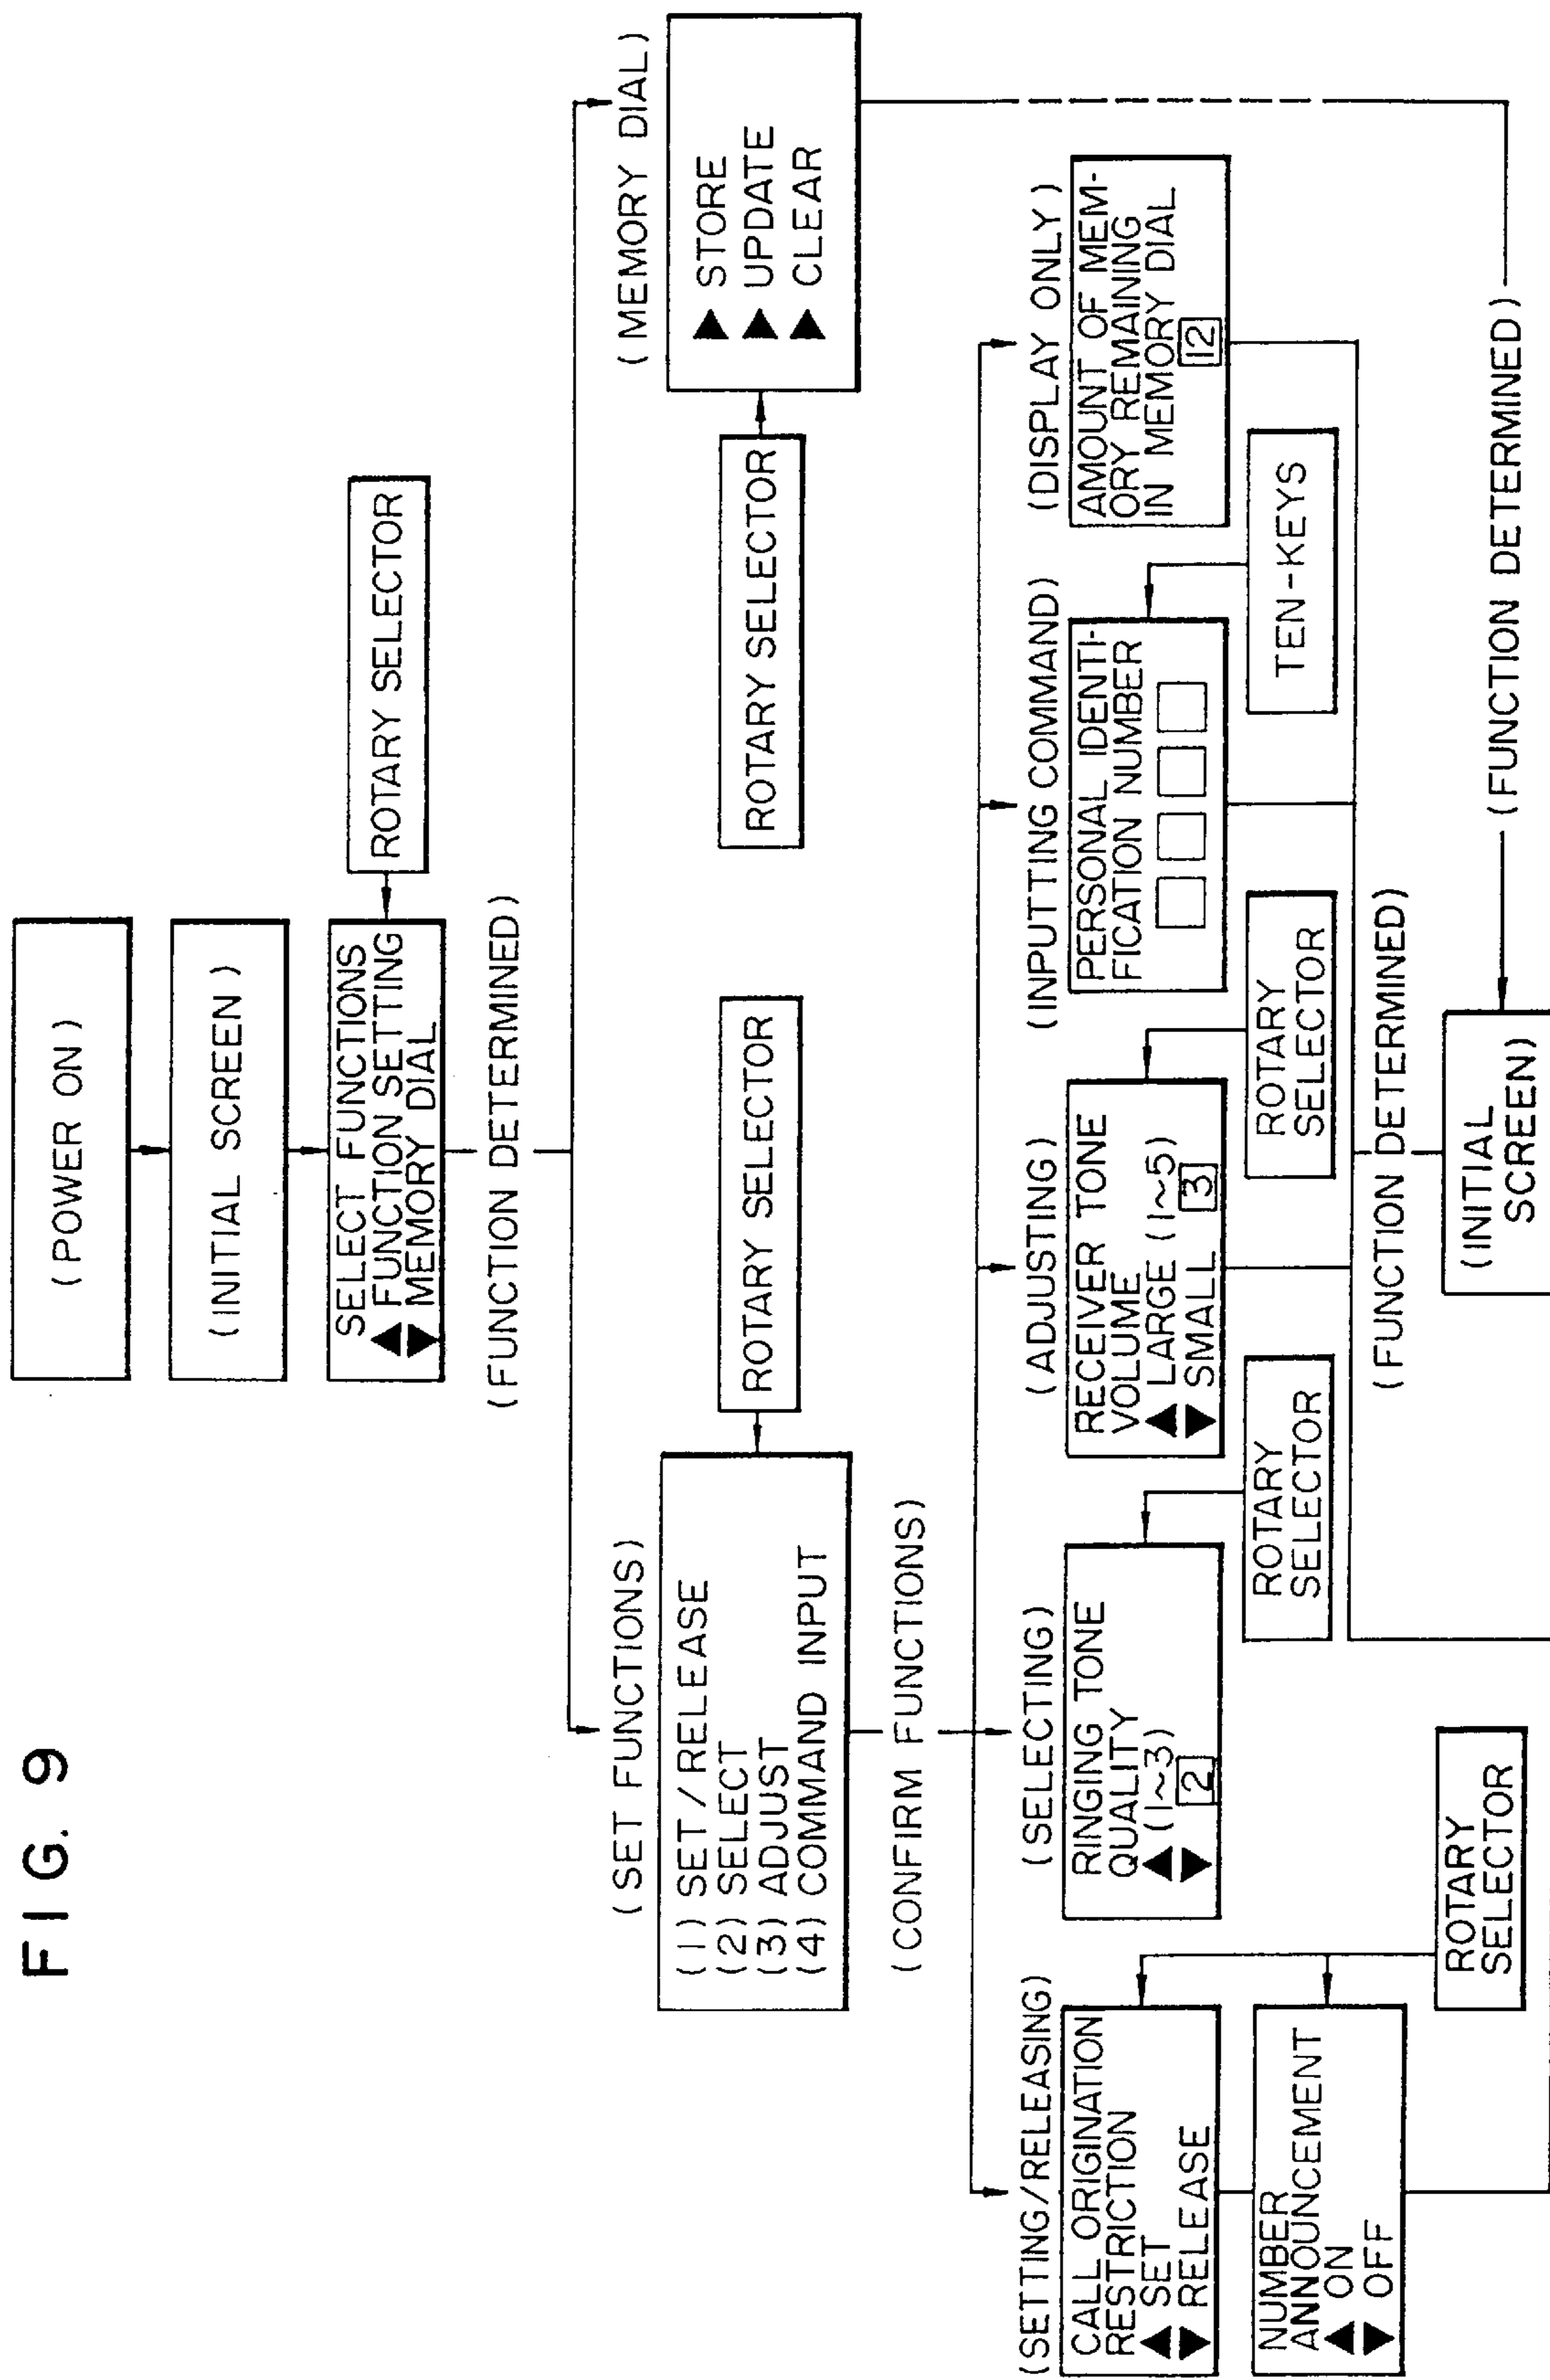 FIG. 9
(POWER ON)
(INITIAL SCREEN)
SELECT FUNCTIONS
▲ FUNCTION SETTING
▼ MEMORY DIAL
ROTARY SELECTOR
(FUNCTION DETERMINED)
(SET FUNCTIONS)
(1) SET/RELEASE
(2) SELECT
(3) ADJUST
(4) COMMAND INPUT
ROTARY SELECTOR
ROTARY SELECTOR
(MEMORY DIAL)
▶ STORE
▶ UPDATE
▶ CLEAR
(CONFIRM FUNCTIONS)
(SETTING/RELEASING)
CALL ORIGINATION
RESTRICTION
▲ SET
▼ RELEASE
NUMBER
ANNOUNCEMENT
▲ ON
▼ OFF
ROTARY
SELECTOR
(SELECTING)
RINGING TONE
QUALITY
▲ (1~3)
▼ 2
ROTARY
SELECTOR
(ADJUSTING)
RECEIVER TONE
VOLUME
▲ LARGE (1~5)
▼ SMALL 3
ROTARY
SELECTOR
(INPUTTING COMMAND)
PERSONAL IDENTI-
FICATION NUMBER
TEN-KEYS
(DISPLAY ONLY)
AMOUNT OF MEM-
ORY REMAINING
IN MEMORY DIAL
12
(FUNCTION DETERMINED)
(FUNCTION DETERMINED)
(INITIAL
SCREEN)